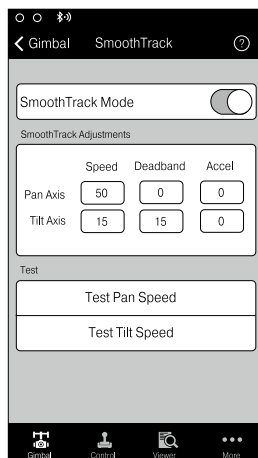 Gimbal SmoothTrack ?
SmoothTrack Mode
SmoothTrack Adjustments
Speed Deadband Accel
Pan Axis 50 0 0
Tilt Axis 15 15 0
Test
Test Pan Speed
Test Tilt Speed
Gimbal Control Viewer More